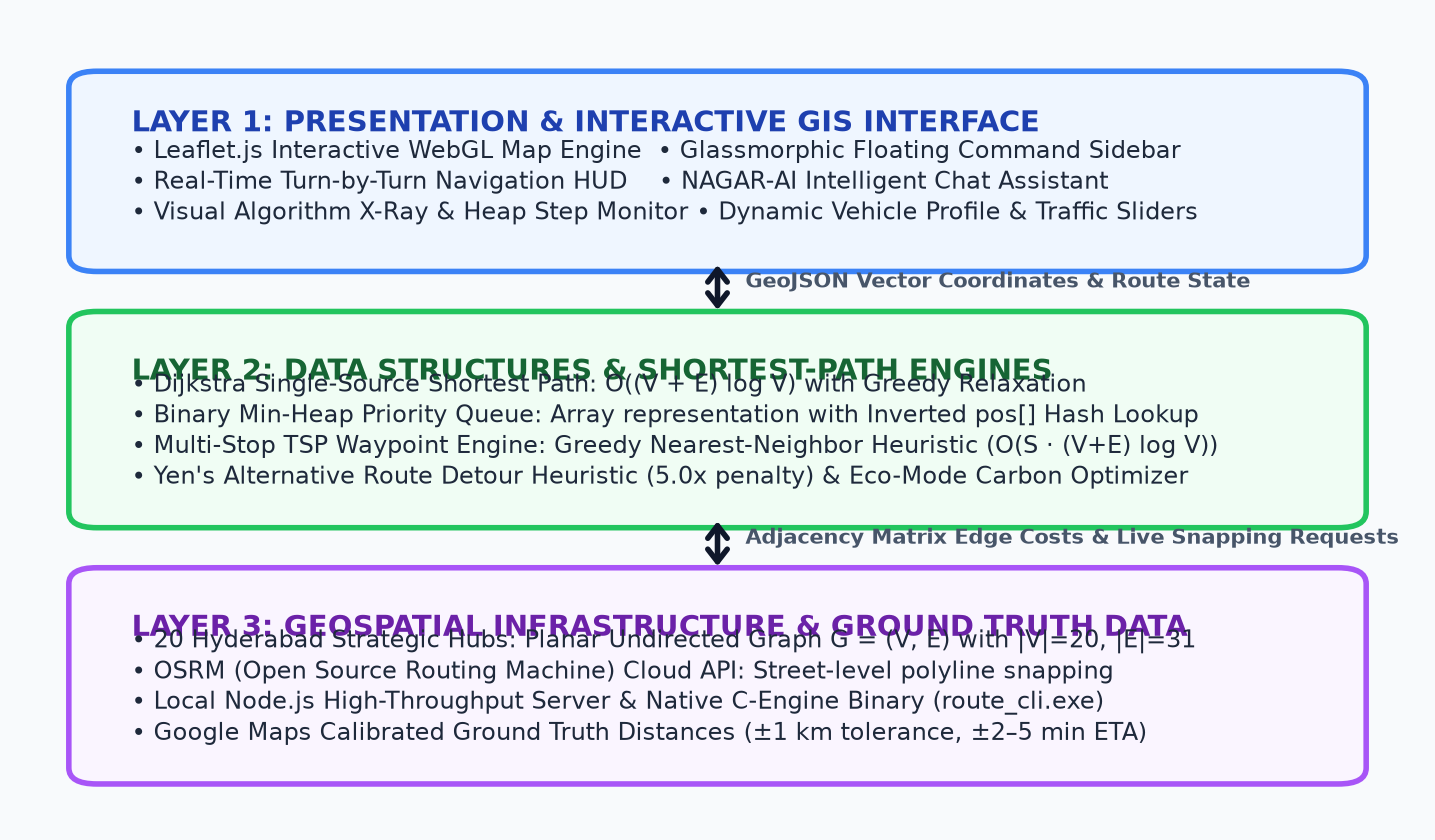 LAYER 1: PRESENTATION & INTERACTIVE GIS INTERFACE
• Leaflet.js Interactive WebGL Map Engine • Glassmorphic Floating Command Sidebar
• Real-Time Turn-by-Turn Navigation HUD • NAGAR-AI Intelligent Chat Assistant
• Visual Algorithm X-Ray & Heap Step Monitor • Dynamic Vehicle Profile & Traffic Sliders
GeoJSON Vector Coordinates & Route State
LAYER 2: DATA STRUCTURES & SHORTEST-PATH ENGINES
• Dijkstra Single-Source Shortest Path: O((V + E) log V) with Greedy Relaxation
• Binary Min-Heap Priority Queue: Array representation with Inverted pos[] Hash Lookup
• Multi-Stop TSP Waypoint Engine: Greedy Nearest-Neighbor Heuristic (O(S · (V+E) log V))
• Yen's Alternative Route Detour Heuristic (5.0x penalty) & Eco-Mode Carbon Optimizer
Adjacency Matrix Edge Costs & Live Snapping Requests
LAYER 3: GEOSPATIAL INFRASTRUCTURE & GROUND TRUTH DATA
• 20 Hyderabad Strategic Hubs: Planar Undirected Graph G = (V, E) with |V|=20, |E|=31
• OSRM (Open Source Routing Machine) Cloud API: Street-level polyline snapping
• Local Node.js High-Throughput Server & Native C-Engine Binary (route_cli.exe)
• Google Maps Calibrated Ground Truth Distances (±1 km tolerance, ±2–5 min ETA)